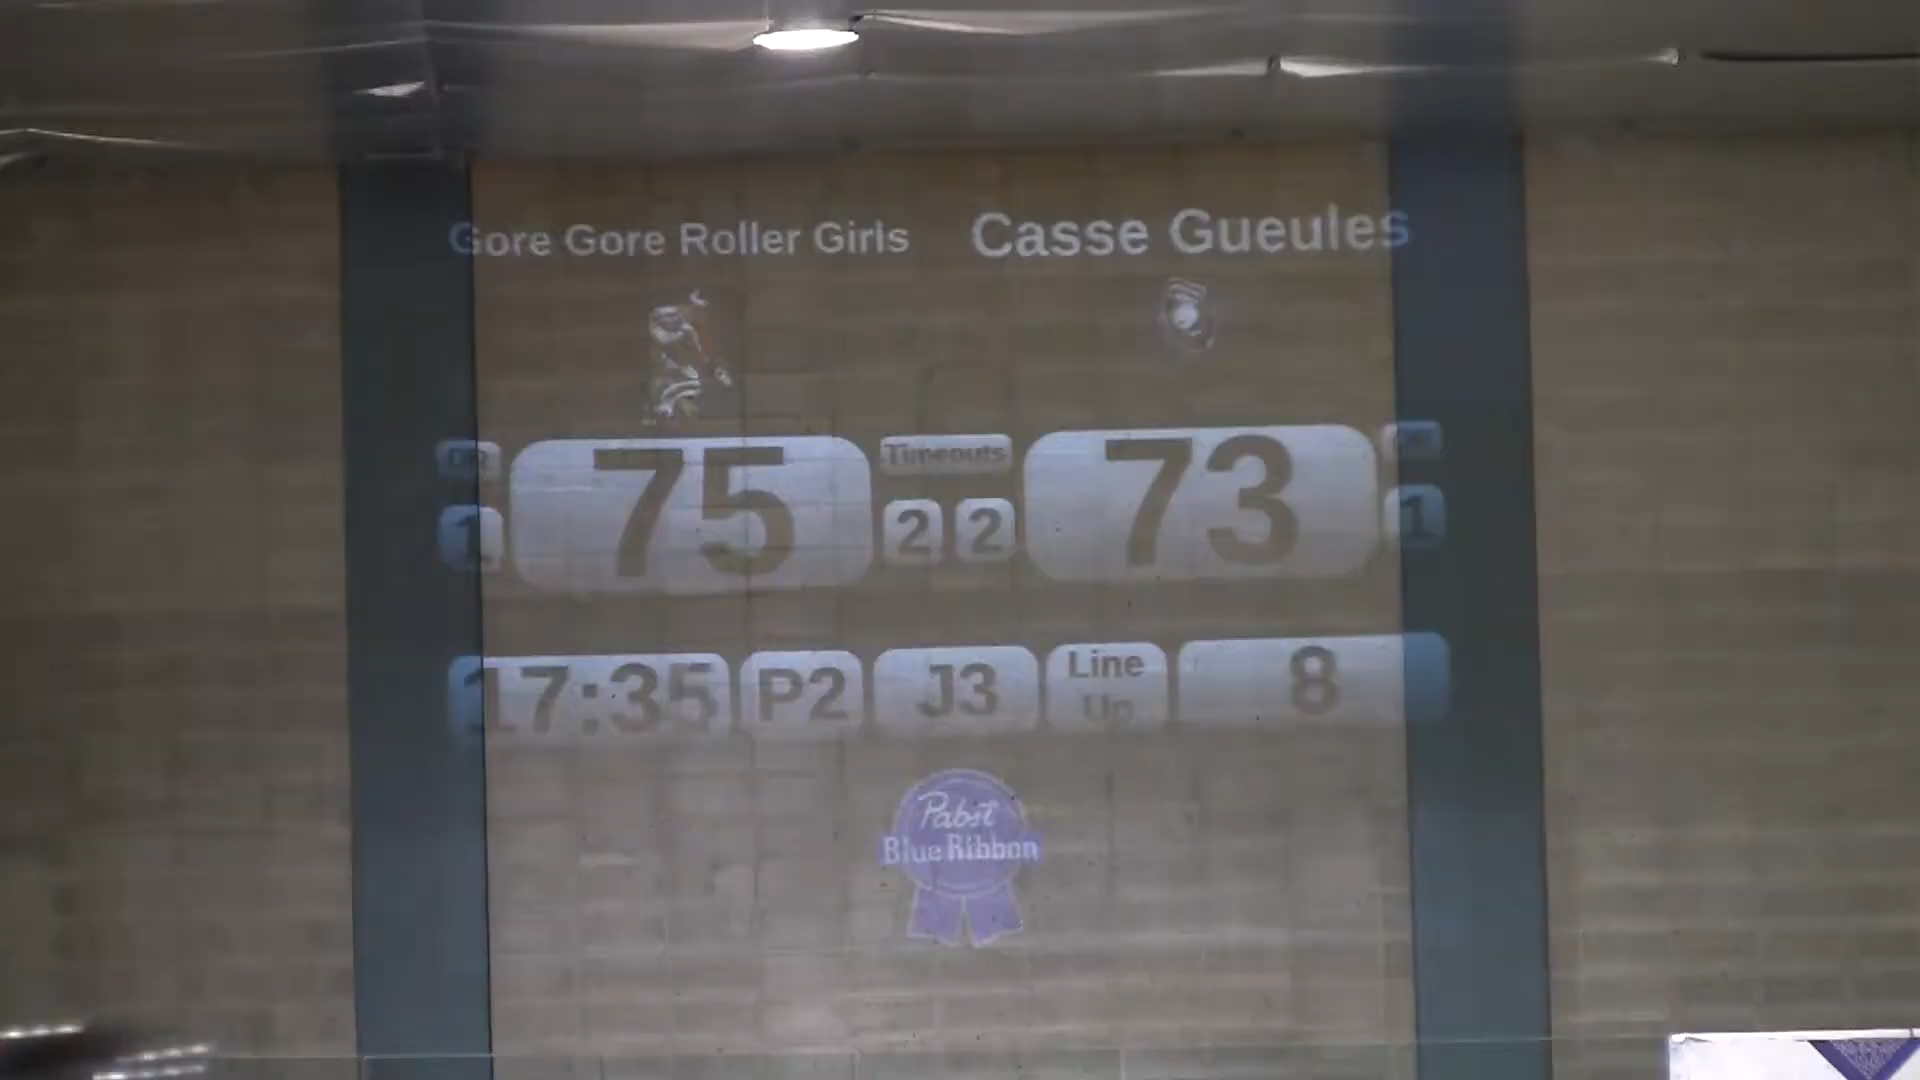 Gore Gore Roller Girls
Casse Gueules
75
Timeouts
73
OR
1
2 2
1
17:35
P2
J3
Line
Up
8
Pabst
Blue Ribbon